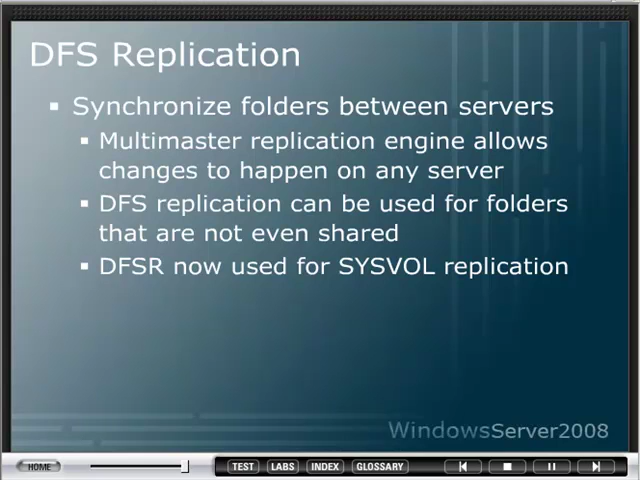 DFS Replication
▪ Synchronize folders between servers
▪ Multimaster replication engine allows
changes to happen on any server
▪ DFS replication can be used for folders
that are not even shared
▪ DFSR now used for SYSVOL replication
WindowsServer2008
HOME TEST LABS INDEX GLOSSARY